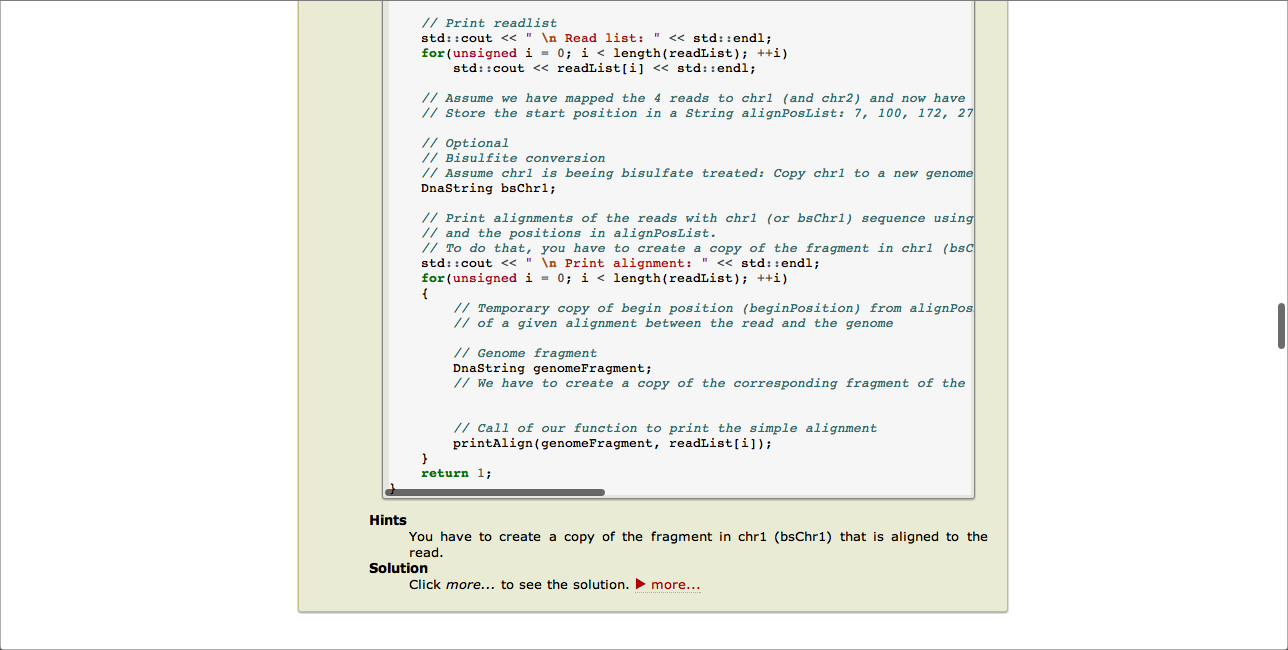 // Print readlist
std::cout << " \n Read list: " << std::endl;
for(unsigned i = 0; i < length(readList); ++i)
std::cout << readList[i] << std::endl;
// Assume we have mapped the 4 reads to chr1 (and chr2) and now have
// Store the start position in a String alignPosList: 7, 100, 172, 27
// Optional
// Bisulfite conversion
// Assume chr1 is beeing bisulfate treated: Copy chr1 to a new genome
DnaString bsChr1;
// Print alignments of the reads with chr1 (or bsChr1) sequence using
// and the positions in alignPosList.
// To do that, you have to create a copy of the fragment in chr1 (bsC
std::cout << " \n Print alignment: " << std::endl;
for(unsigned i = 0; i < length(readList); ++i)
{
// Temporary copy of begin position (beginPosition) from alignPos
// of a given alignment between the read and the genome
// Genome fragment
DnaString genomeFragment;
// We have to create a copy of the corresponding fragment of the
// Call of our function to print the simple alignment
printAlign(genomeFragment, readList[i]);
}
return 1;
}
Hints
You have to create a copy of the fragment in chr1 (bsChr1) that is aligned to the
read.
Solution
Click more... to see the solution. ▶ more...